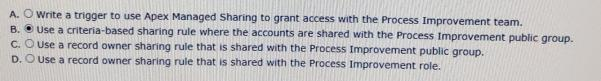 A. Write a trigger to use Apex Managed Sharing to grant access with the Process Improvement team.
B. Use a criteria-based sharing rule where the accounts are shared with the Process Improvement public group.
C. Use a record owner sharing rule that is shared with the Process Improvement public group.
D. Use a record owner sharing rule that is shared with the Process Improvement role.